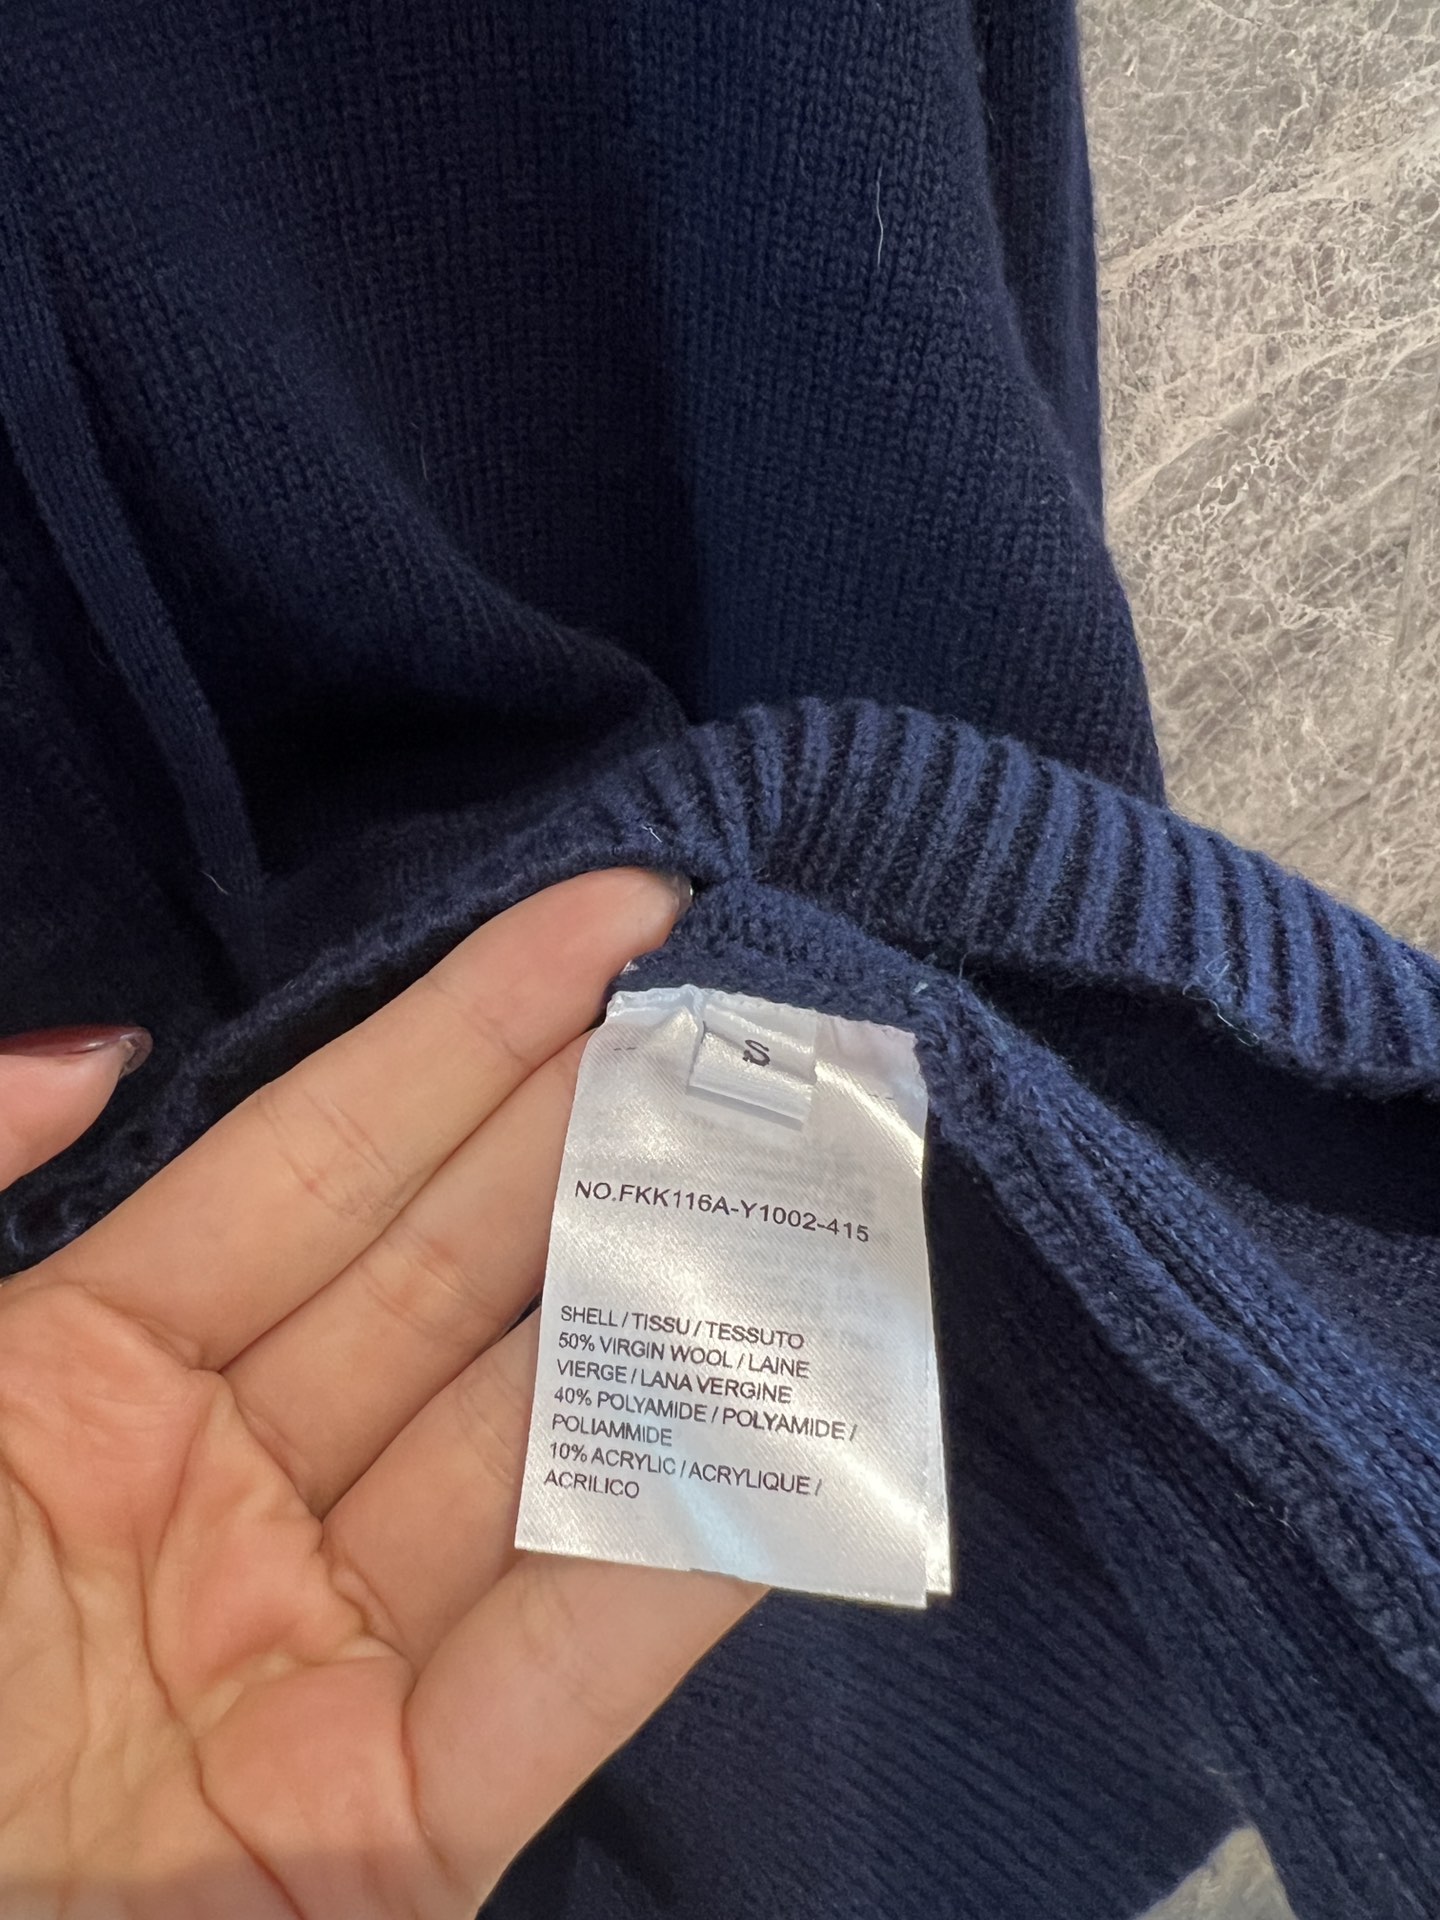 S
NO.FKK116A-Y1002-415
SHELL / TISSU / TESSUTO
50% VIRGIN WOOL / LAINE
VIERGE / LANA VERGINE
40% POLYAMIDE / POLYAMIDE /
POLIAMMIDE
10% ACRYLIC / ACRYLIQUE /
ACRILICO